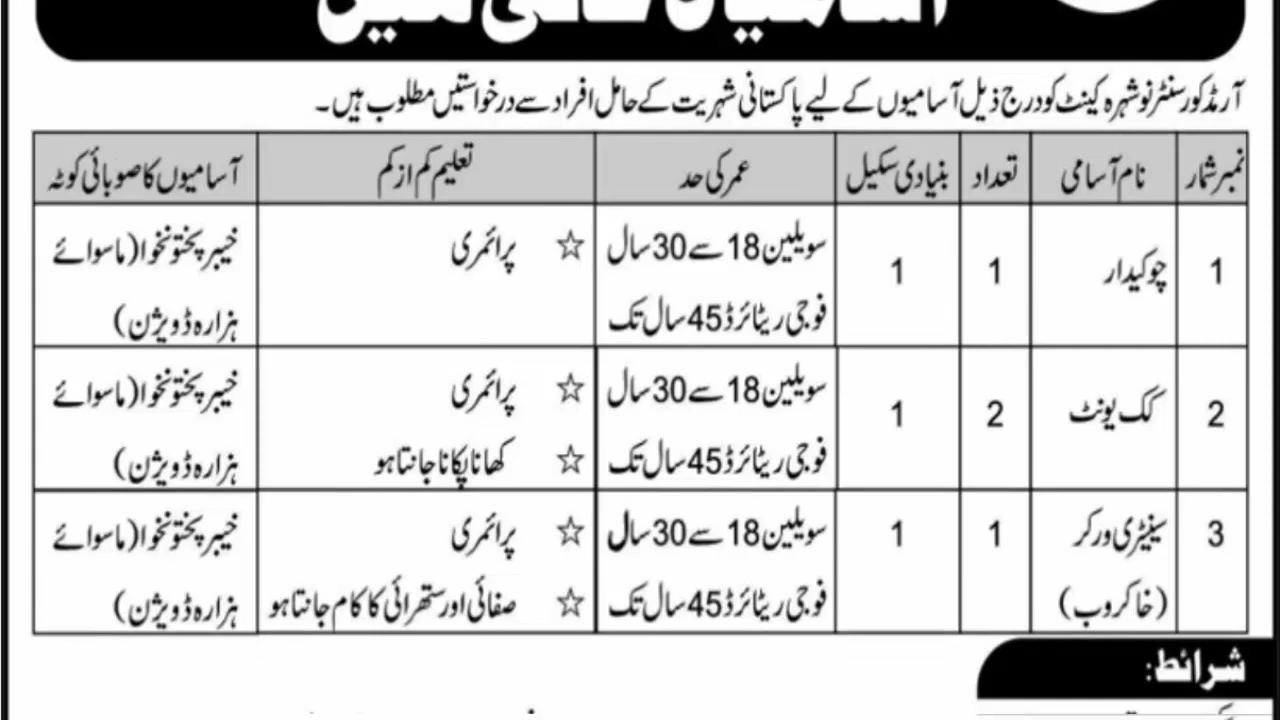 آسامیاں خالی ہیں
آرمڈ کور سنٹر نوشہرہ کینٹ کو درج ذیل آسامیوں کے لیے پاکستانی شہریت کے حامل افراد سے درخواستیں مطلوب ہیں۔
نمبر شمار نام آسامی تعداد بنیادی سکیل عمر کی حد تعلیم کم از کم آسامیوں کا صوبائی کوٹہ
1 چوکیدار 1 1 سویلین 18 سے 30 سال ☆ پرائمری خیبر پختونخوا (ماسوائے
فوجی ریٹائرڈ 45 سال تک ہزارہ ڈویژن)
2 کک یونٹ 2 1 سویلین 18 سے 30 سال ☆ پرائمری خیبر پختونخوا (ماسوائے
فوجی ریٹائرڈ 45 سال تک ☆ کھانا پکانا جانتا ہو ہزارہ ڈویژن)
3 سینیٹری ورکر 1 1 سویلین 18 سے 30 سال ☆ پرائمری خیبر پختونخوا (ماسوائے
(خاکروب) فوجی ریٹائرڈ 45 سال تک ☆ صفائی اور ستھرائی کا کام جانتا ہو ہزارہ ڈویژن)
شرائط: